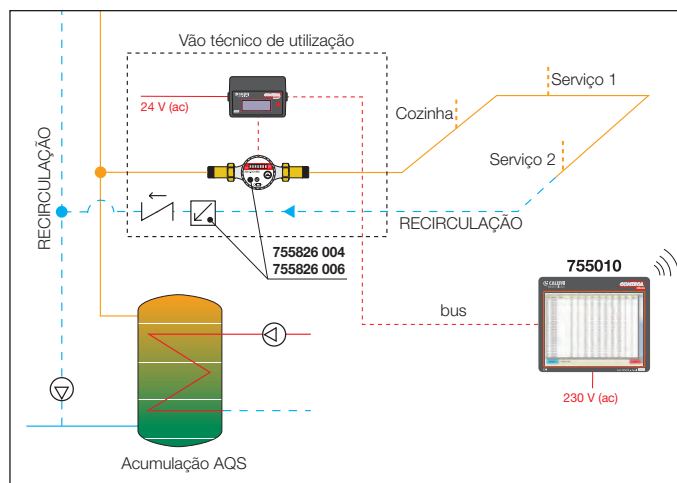 Vão técnico de utilização
24 V (ac)
Cozinha
Serviço 1
Serviço 2
RECIRCULAÇÃO
RECIRCULAÇÃO
755826 004
755826 006
755010
CALEFFI
bus
230 V (ac)
Acumulação AQS